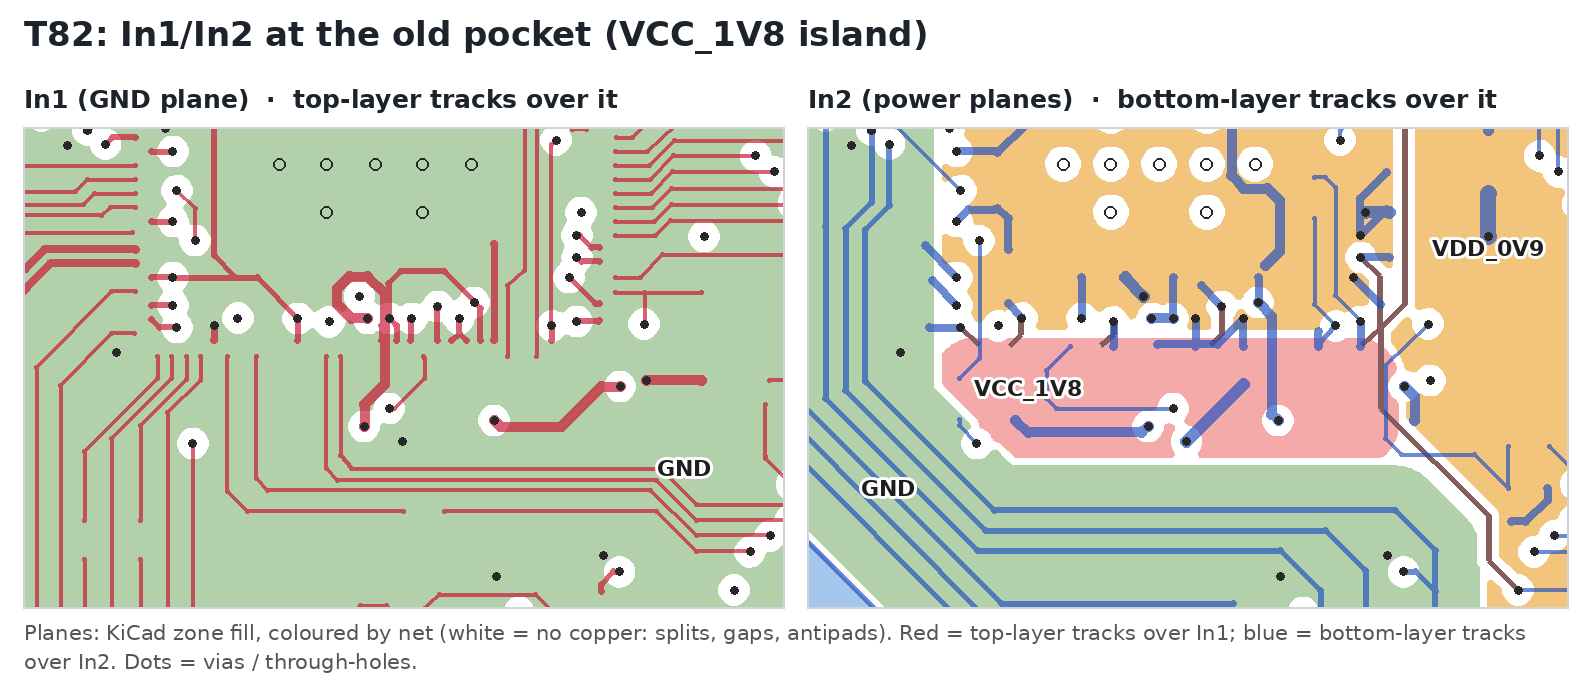 T82: In1/In2 at the old pocket (VCC_1V8 island)
In1 (GND plane)  ·  top-layer tracks over it
In2 (power planes)  ·  bottom-layer tracks over it
VDD_0V9
VCC_1V8
GND
GND
Planes: KiCad zone fill, coloured by net (white = no copper: splits, gaps, antipads). Red = top-layer tracks over In1; blue = bottom-layer tracks
over In2. Dots = vias / through-holes.